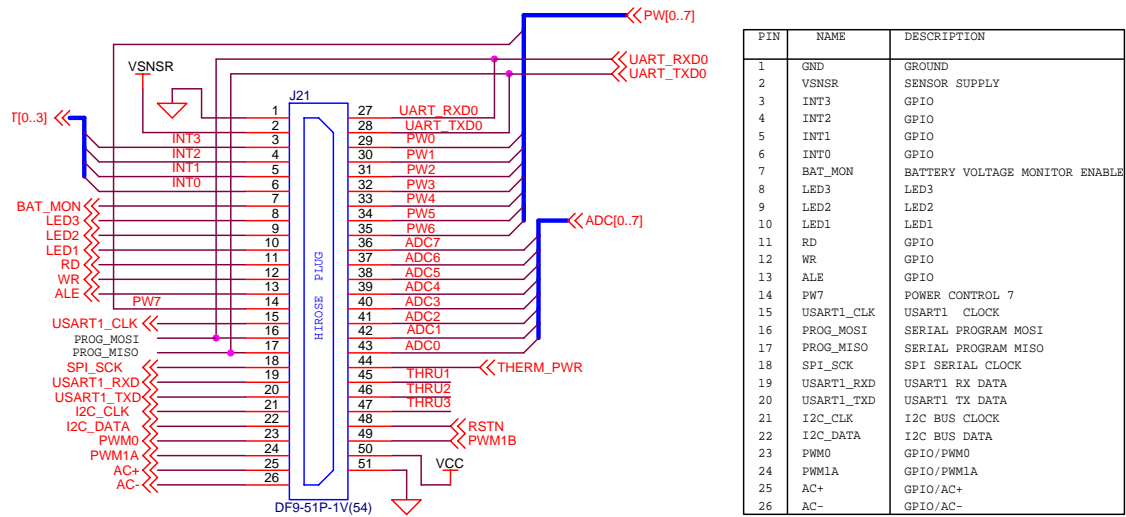 PW[0..7]
UART_RXD0
UART_TXD0
VSNSR
J21
T[0..3]
1
2
INT3 3
INT2 4
INT1 5
INT0 6
BAT_MON 7
LED3 8
LED2 9
LED1 10
RD 11
WR 12
ALE 13
PW7 14
USART1_CLK 15
PROG_MOSI 16
PROG_MISO 17
SPI_SCK 18
USART1_RXD 19
USART1_TXD 20
I2C_CLK 21
I2C_DATA 22
PWM0 23
PWM1A 24
AC+ 25
AC- 26
HIROSE PLUG
27 UART_RXD0
28 UART_TXD0
29 PW0
30 PW1
31 PW2
32 PW3
33 PW4
34 PW5
35 PW6
36 ADC7
37 ADC6
38 ADC5
39 ADC4
40 ADC3
41 ADC2
42 ADC1
43 ADC0
44 THERM_PWR
45 THRU1
46 THRU2
47 THRU3
48 RSTN
49 PWM1B
50
51
VCC
ADC[0..7]
DF9-51P-1V(54)
PIN NAME DESCRIPTION
1 GND GROUND
2 VSNSR SENSOR SUPPLY
3 INT3 GPIO
4 INT2 GPIO
5 INT1 GPIO
6 INT0 GPIO
7 BAT_MON BATTERY VOLTAGE MONITOR ENABLE
8 LED3 LED3
9 LED2 LED2
10 LED1 LED1
11 RD GPIO
12 WR GPIO
13 ALE GPIO
14 PW7 POWER CONTROL 7
15 USART1_CLK USART1 CLOCK
16 PROG_MOSI SERIAL PROGRAM MOSI
17 PROG_MISO SERIAL PROGRAM MISO
18 SPI_SCK SPI SERIAL CLOCK
19 USART1_RXD USART1 RX DATA
20 USART1_TXD USART1 TX DATA
21 I2C_CLK I2C BUS CLOCK
22 I2C_DATA I2C BUS DATA
23 PWM0 GPIO/PWM0
24 PWM1A GPIO/PWM1A
25 AC+ GPIO/AC+
26 AC- GPIO/AC-